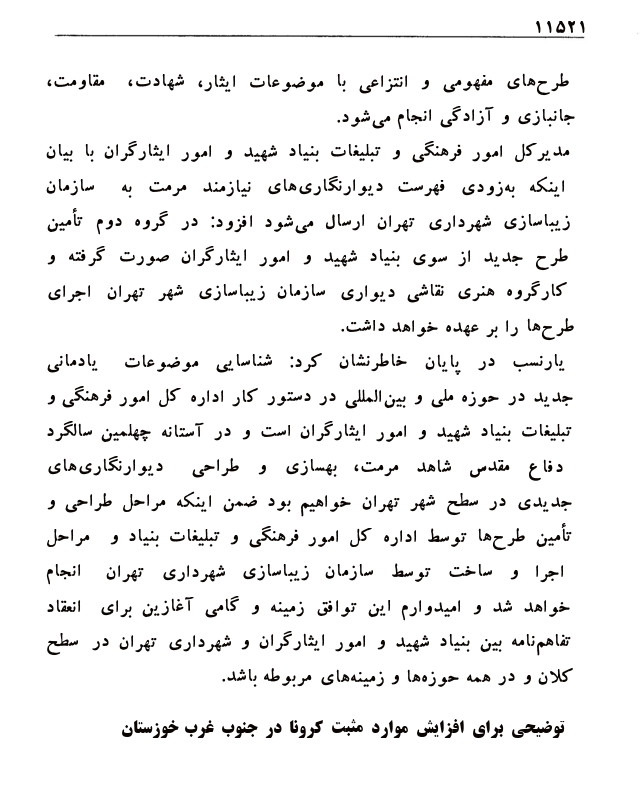 ۱۱۵۲۱
طرح‌های مفهومی و انتزاعی با موضوعات ایثار، شهادت، مقاومت،
جانبازی و آزادگی انجام می‌شود.
مدیرکل امور فرهنگی و تبلیغات بنیاد شهید و امور ایثارگران با بیان
اینکه به‌زودی فهرست دیوارنگاری‌های نیازمند مرمت به سازمان
زیباسازی شهرداری تهران ارسال می‌شود افزود: در گروه دوم تأمین
طرح جدید از سوی بنیاد شهید و امور ایثارگران صورت گرفته و
کارگروه هنری نقاشی دیواری سازمان زیباسازی شهر تهران اجرای
طرح‌ها را بر عهده خواهد داشت.
یارنسب در پایان خاطرنشان کرد: شناسایی موضوعات یادمانی
جدید در حوزه ملی و بین‌المللی در دستور کار اداره کل امور فرهنگی و
تبلیغات بنیاد شهید و امور ایثارگران است و در آستانه چهلمین سالگرد
دفاع مقدس شاهد مرمت، بهسازی و طراحی دیوارنگاری‌های
جدیدی در سطح شهر تهران خواهیم بود ضمن اینکه مراحل طراحی و
تأمین طرح‌ها توسط اداره کل امور فرهنگی و تبلیغات بنیاد و مراحل
اجرا و ساخت توسط سازمان زیباسازی شهرداری تهران انجام
خواهد شد و امیدوارم این توافق زمینه و گامی آغازین برای انعقاد
تفاهم‌نامه بین بنیاد شهید و امور ایثارگران و شهرداری تهران در سطح
کلان و در همه حوزه‌ها و زمینه‌های مربوطه باشد.
توضیحی برای افزایش موارد مثبت کرونا در جنوب غرب خوزستان